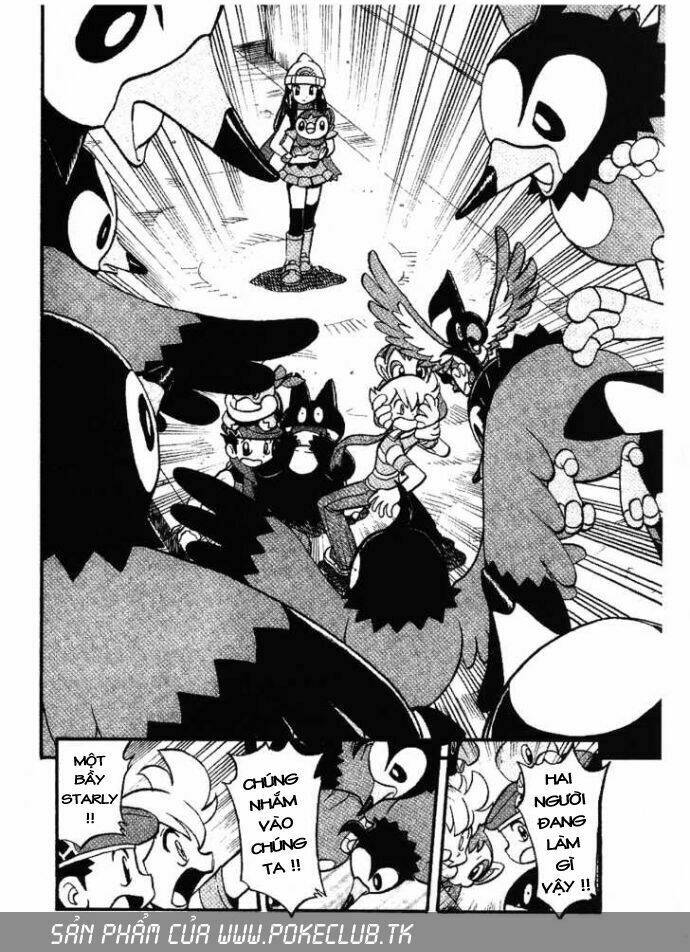 MỘT
BẦY
STARLY
!!
CHÚNG
NHẮM
VÀO
CHÚNG
TA !!
HAI
NGƯỜI
ĐANG
LÀM
GÌ
VẬY !!
SẢN PHẨM CỦA WWW.POKECLUB.TK